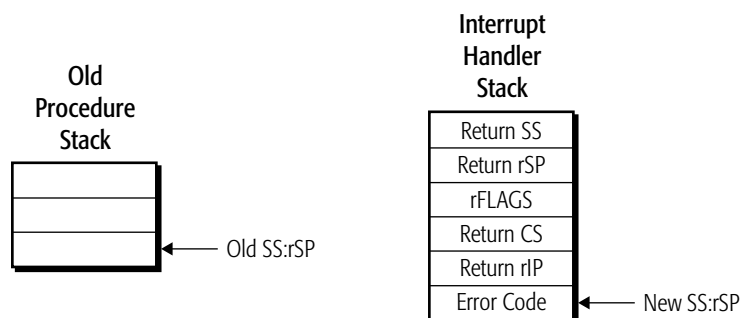 Old
Procedure
Stack
Old SS:rSP
Interrupt
Handler
Stack
Return SS
Return rSP
rFLAGS
Return CS
Return rIP
Error Code
New SS:rSP